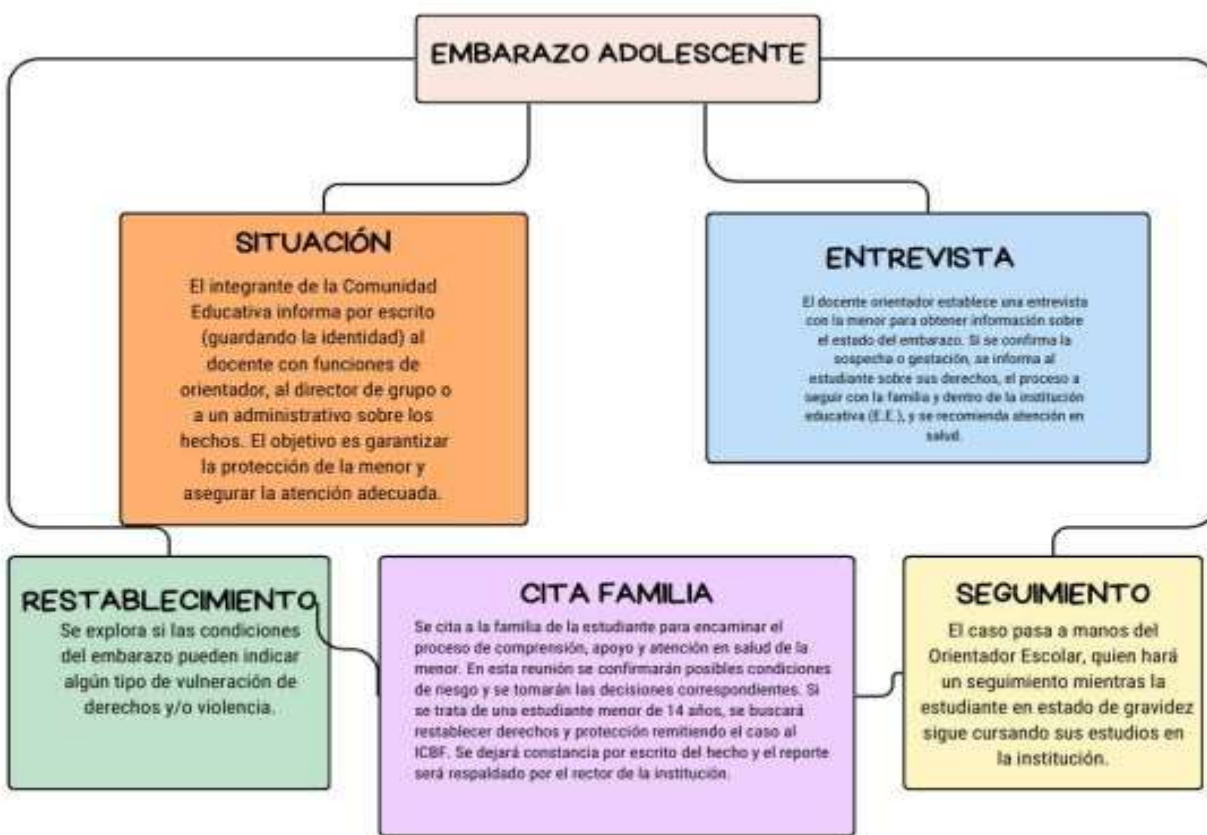 EMBARAZO ADOLESCENTE
SITUACIÓN
El integrante de la Comunidad
Educativa informa por escrito
(guardando la identidad) al
docente con funciones de
orientador, al director de grupo o
a un administrativo sobre los
hechos. El objetivo es garantizar
la protección de la menor y
asegurar la atención adecuada.
ENTREVISTA
El docente orientador establece una entrevista
con la menor para obtener información sobre
el estado del embarazo. Si se confirma la
sospecha o gestación, se informa al
estudiante sobre sus derechos, el proceso a
seguir con la familia y dentro de la institución
educativa (E.E.), y se recomienda atención en
salud.
RESTABLECIMIENTO
Se explora si las condiciones
del embarazo pueden indicar
algún tipo de vulneración de
derechos y/o violencia.
CITA FAMILIA
Se cita a la familia de la estudiante para encaminar el
proceso de comprensión, apoyo y atención en salud de la
menor. En esta reunión se confirmarán posibles condiciones
de riesgo y se tomarán las decisiones correspondientes. Si
se trata de una estudiante menor de 14 años, se buscará
restablecer derechos y protección remitiendo el caso al
ICBF. Se dejará constancia por escrito del hecho y el reporte
será respaldado por el rector de la institución.
SEGUIMIENTO
El caso pasa a manos del
Orientador Escolar, quien hará
un seguimiento mientras la
estudiante en estado de gravidez
sigue cursando sus estudios en
la institución.